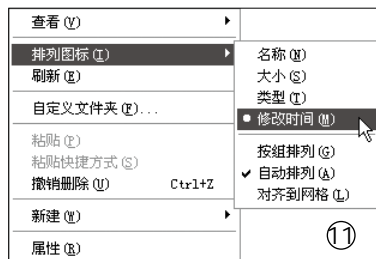 查看(V)
排列图标(I)
刷新(E)
自定义文件夹(F)...
粘贴(P)
粘贴快捷方式(S)
撤销删除(U) Ctrl+Z
新建(W)
属性(R)
名称(N)
大小(S)
类型(T)
修改时间(M)
按组排列(G)
自动排列(A)
对齐到网格(L)
11